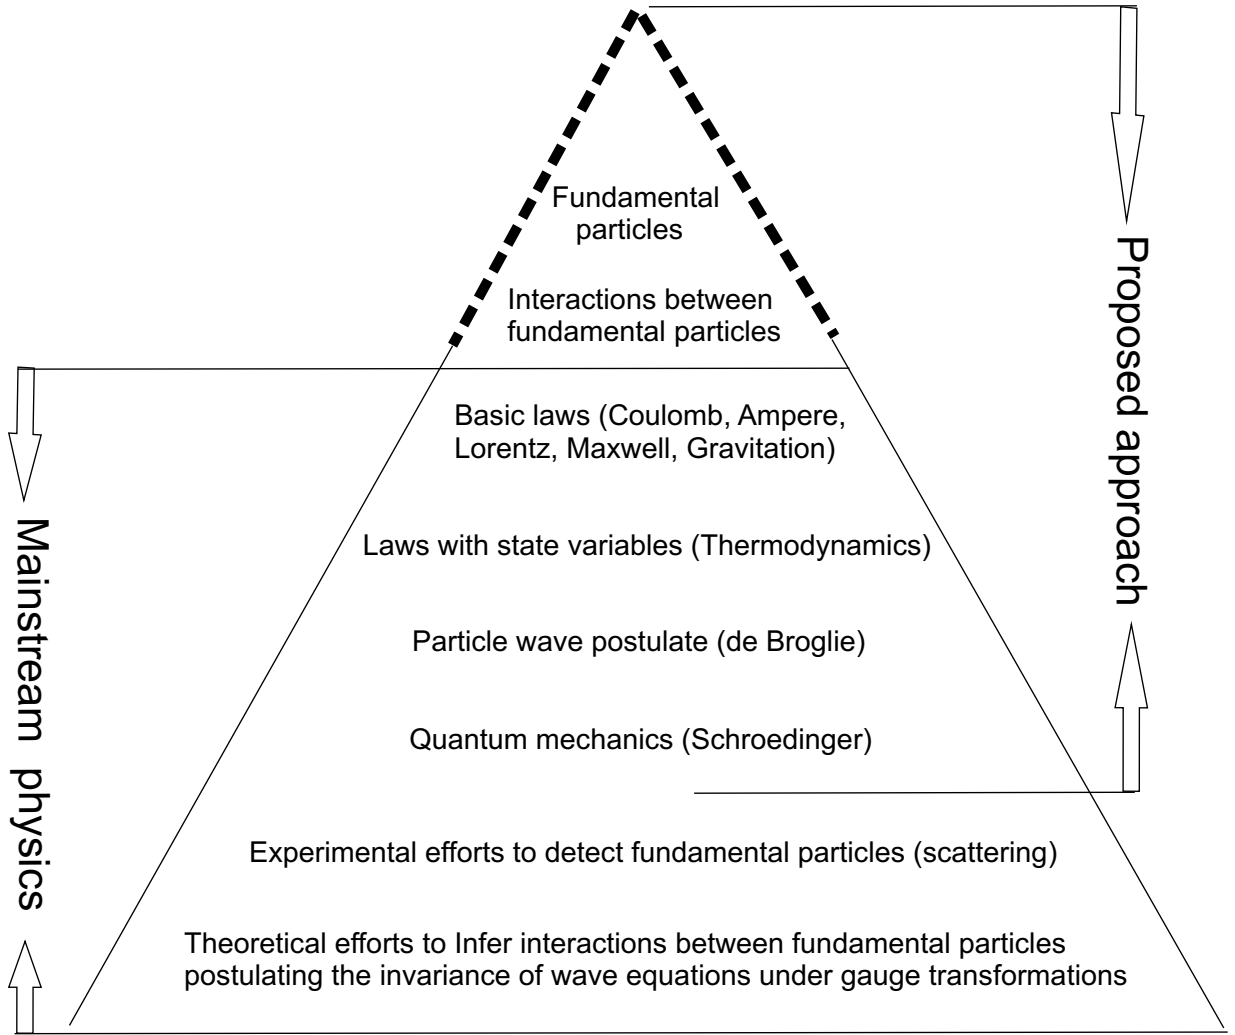 Fundamental
particles
Interactions between
fundamental particles
Basic laws (Coulomb, Ampere,
Lorentz, Maxwell, Gravitation)
Laws with state variables (Thermodynamics)
Particle wave postulate (de Broglie)
Quantum mechanics (Schroedinger)
Experimental efforts to detect fundamental particles (scattering)
Theoretical efforts to Infer interactions between fundamental particles
postulating the invariance of wave equations under gauge transformations
Mainstream physics
Proposed approach